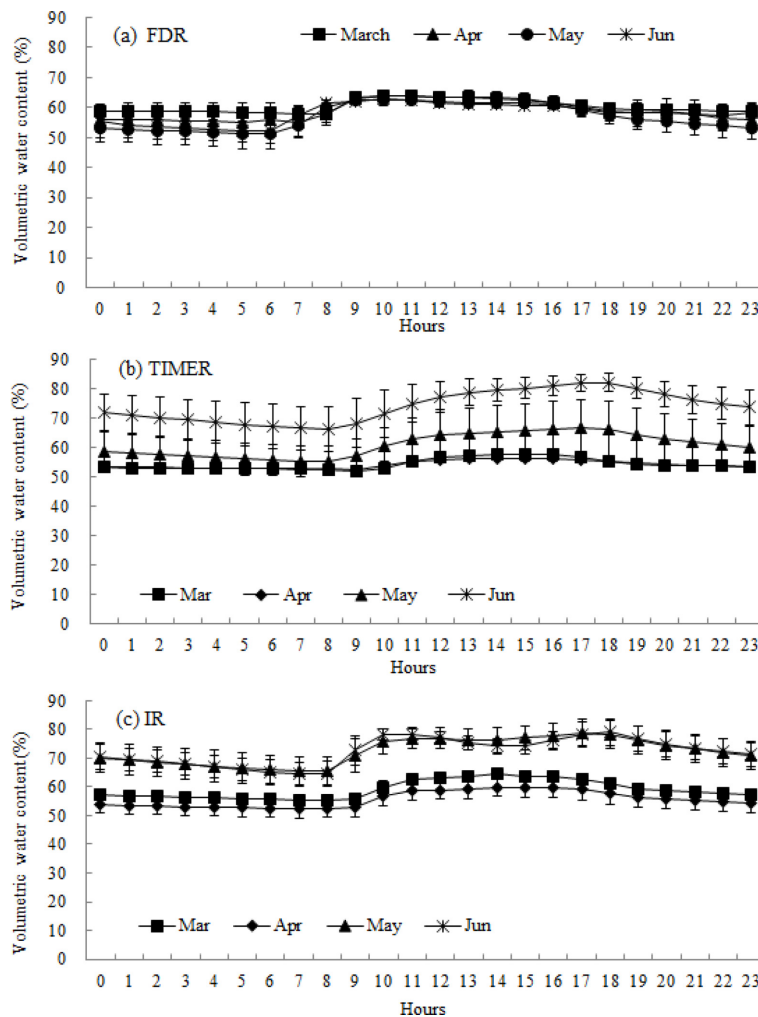 (a) FDR
March Apr May Jun
Volumetric water content (%)
90
80
70
60
50
40
30
20
10
0
0 1 2 3 4 5 6 7 8 9 10 11 12 13 14 15 16 17 18 19 20 21 22 23
Hours
(b) TIMER
Volumetric water content (%)
90
80
70
60
50
40
30
20
10
0
Mar Apr May Jun
0 1 2 3 4 5 6 7 8 9 10 11 12 13 14 15 16 17 18 19 20 21 22 23
Hours
(c) IR
Volumetric water content (%)
90
80
70
60
50
40
30
20
10
0
Mar Apr May Jun
0 1 2 3 4 5 6 7 8 9 10 11 12 13 14 15 16 17 18 19 20 21 22 23
Hours